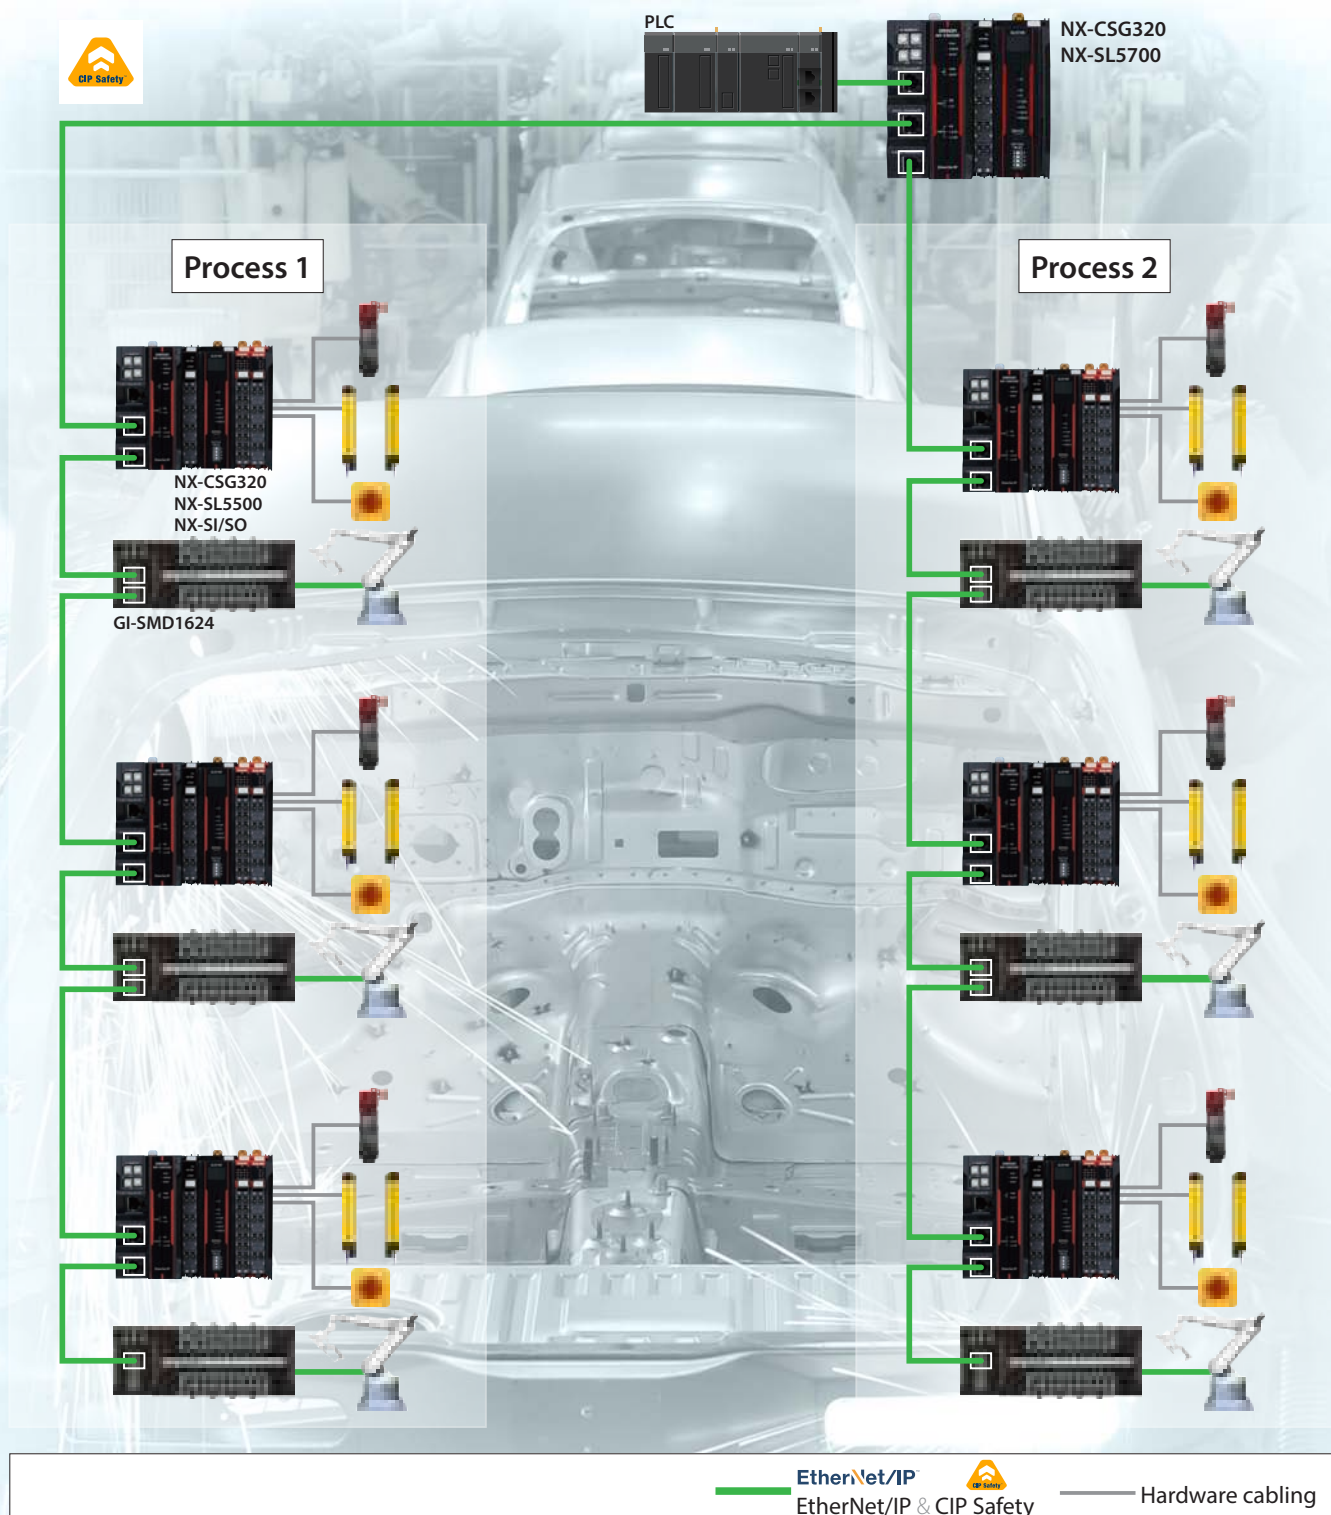 CIP Safety
PLC
NX-CSG320
NX-SL5700
Process 1
Process 2
NX-CSG320
NX-SL5500
NX-SI/SO
GI-SMD1624
EtherNet/IP
CIP Safety
EtherNet/IP & CIP Safety
Hardware cabling